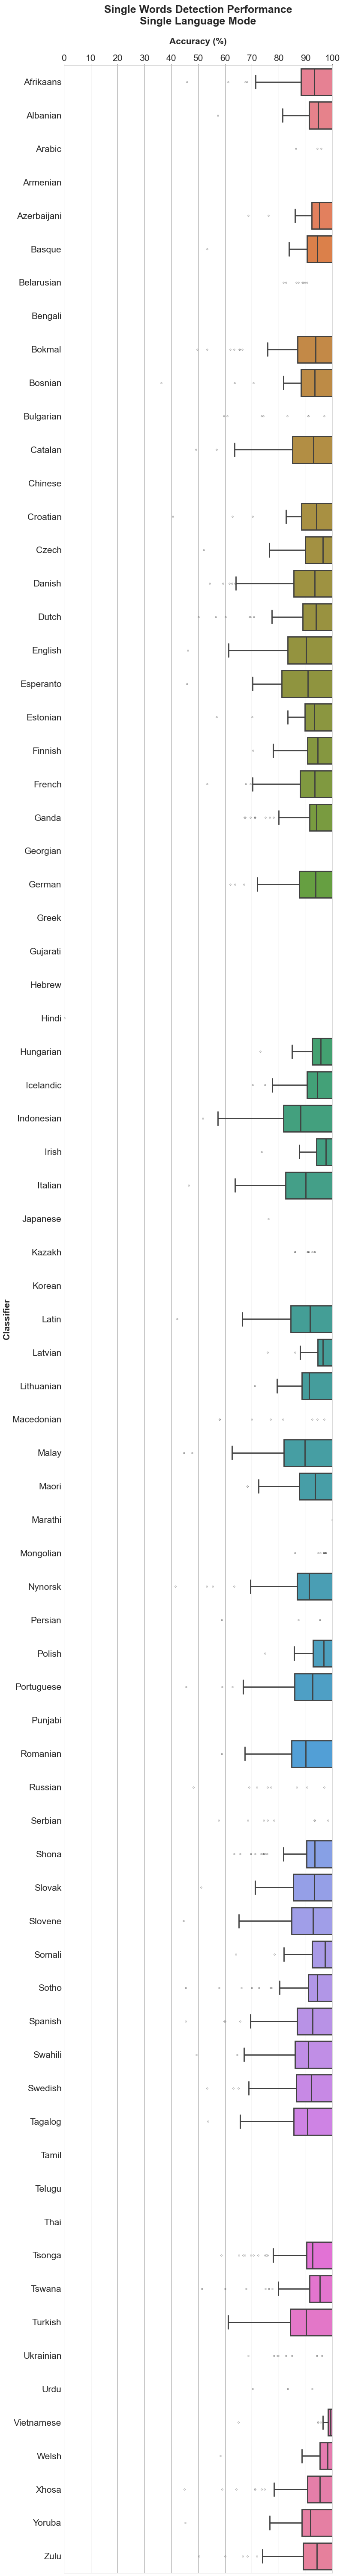 Single Words Detection Performance
Single Language Mode
Accuracy (%)
0 10 20 30 40 50 60 70 80 90 100
Afrikaans
Albanian
Arabic
Armenian
Azerbaijani
Basque
Belarusian
Bengali
Bokmal
Bosnian
Bulgarian
Catalan
Chinese
Croatian
Czech
Danish
Dutch
English
Esperanto
Estonian
Finnish
French
Ganda
Georgian
German
Greek
Gujarati
Hebrew
Hindi
Hungarian
Icelandic
Indonesian
Irish
Italian
Japanese
Kazakh
Classifier
Korean
Latin
Latvian
Lithuanian
Macedonian
Malay
Maori
Marathi
Mongolian
Nynorsk
Persian
Polish
Portuguese
Punjabi
Romanian
Russian
Serbian
Shona
Slovak
Slovene
Somali
Sotho
Spanish
Swahili
Swedish
Tagalog
Tamil
Telugu
Thai
Tsonga
Tswana
Turkish
Ukrainian
Urdu
Vietnamese
Welsh
Xhosa
Yoruba
Zulu